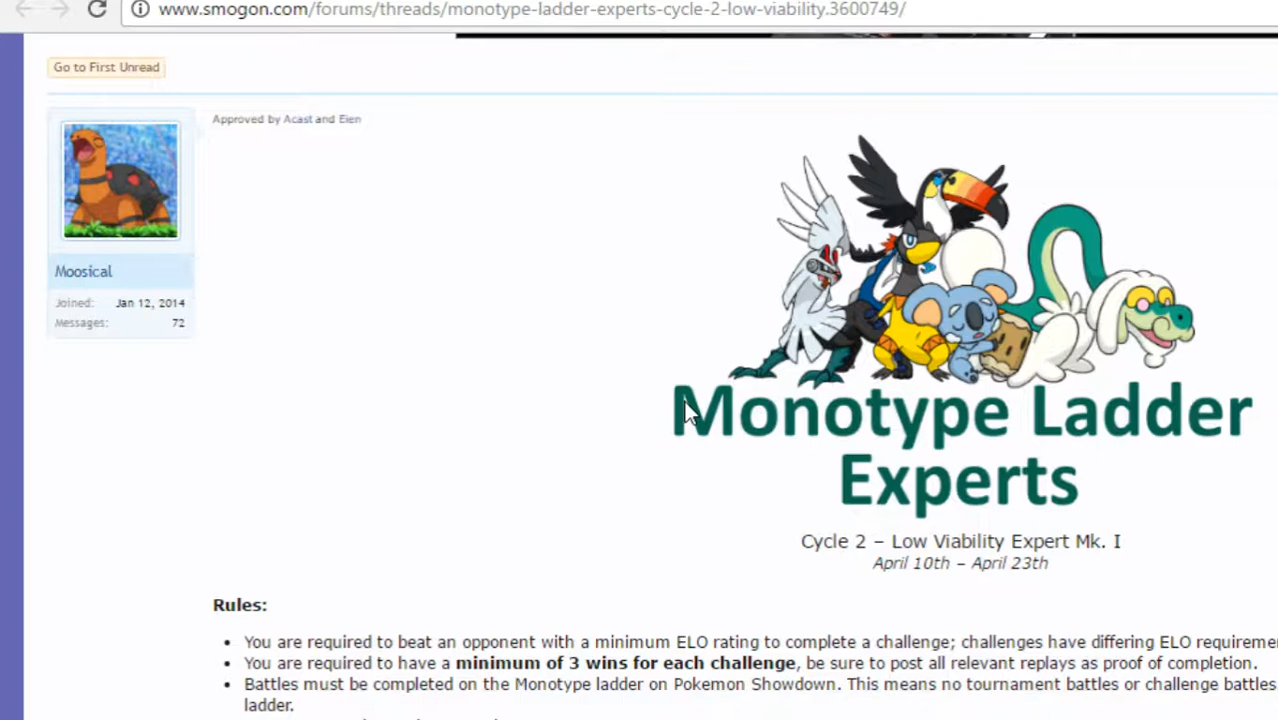 www.smogon.com/forums/threads/monotype-ladder-experts-cycle-2-low-viability.3600749/
Go to First Unread
Approved by Acast and Eien
Moosical
Joined: Jan 12, 2014
Messages: 72
Monotype Ladder
Experts
Cycle 2 – Low Viability Expert Mk. I
April 10th – April 23th
Rules:
• You are required to beat an opponent with a minimum ELO rating to complete a challenge; challenges have differing ELO
• You are required to have a minimum of 3 wins for each challenge, be sure to post all relevant replays as proof of completion.
• Battles must be completed on the Monotype ladder on Pokemon Showdown. This means no tournament battles or challenge battles
ladder.